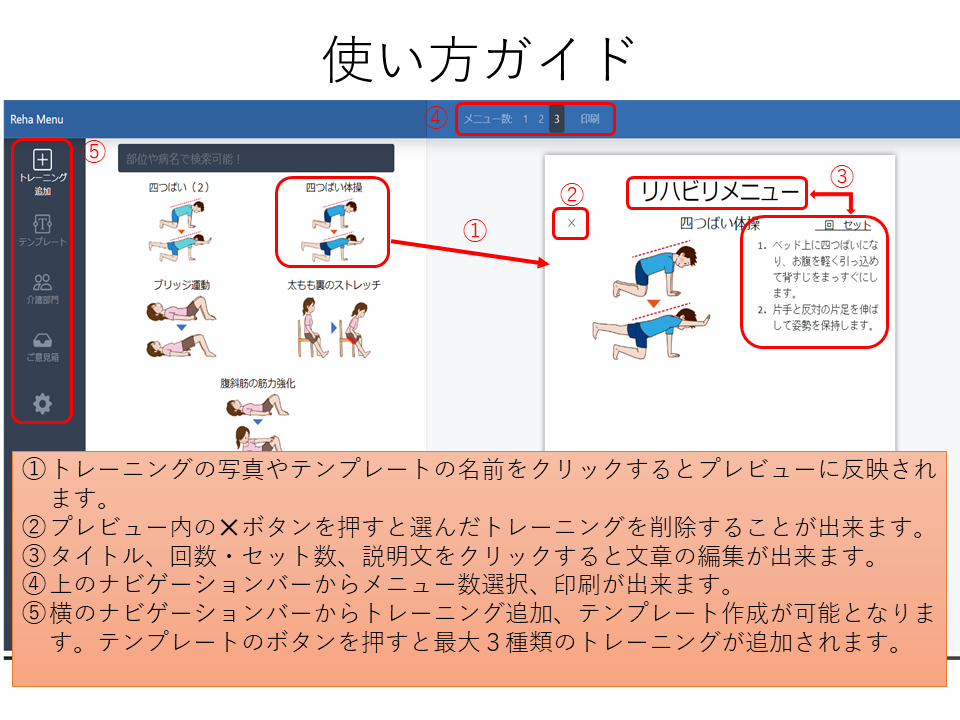 使い方ガイド
Reha Menu
④
メニュー数: 1 2 3 印刷
⑤
トレーニング
追加
テンプレート
介護部門
ご意見箱
部位や病名で検索可能！
四つばい（２）
四つばい体操
ブリッジ運動
太もも裏のストレッチ
腹斜筋の筋力強化
①
②
×
リハビリメニュー
③
四つばい体操
回 セット
1. ベッド上に四つばいにな
り、お腹を軽く引っ込め
て背すじをまっすぐにし
ます。
2. 片手と反対の片足を伸ば
して姿勢を保持します。
①トレーニングの写真やテンプレートの名前をクリックするとプレビューに反映され
ます。
②プレビュー内の✕ボタンを押すと選んだトレーニングを削除することが出来ます。
③タイトル、回数・セット数、説明文をクリックすると文章の編集が出来ます。
④上のナビゲーションバーからメニュー数選択、印刷が出来ます。
⑤横のナビゲーションバーからトレーニング追加、テンプレート作成が可能となりま
す。テンプレートのボタンを押すと最大３種類のトレーニングが追加されます。